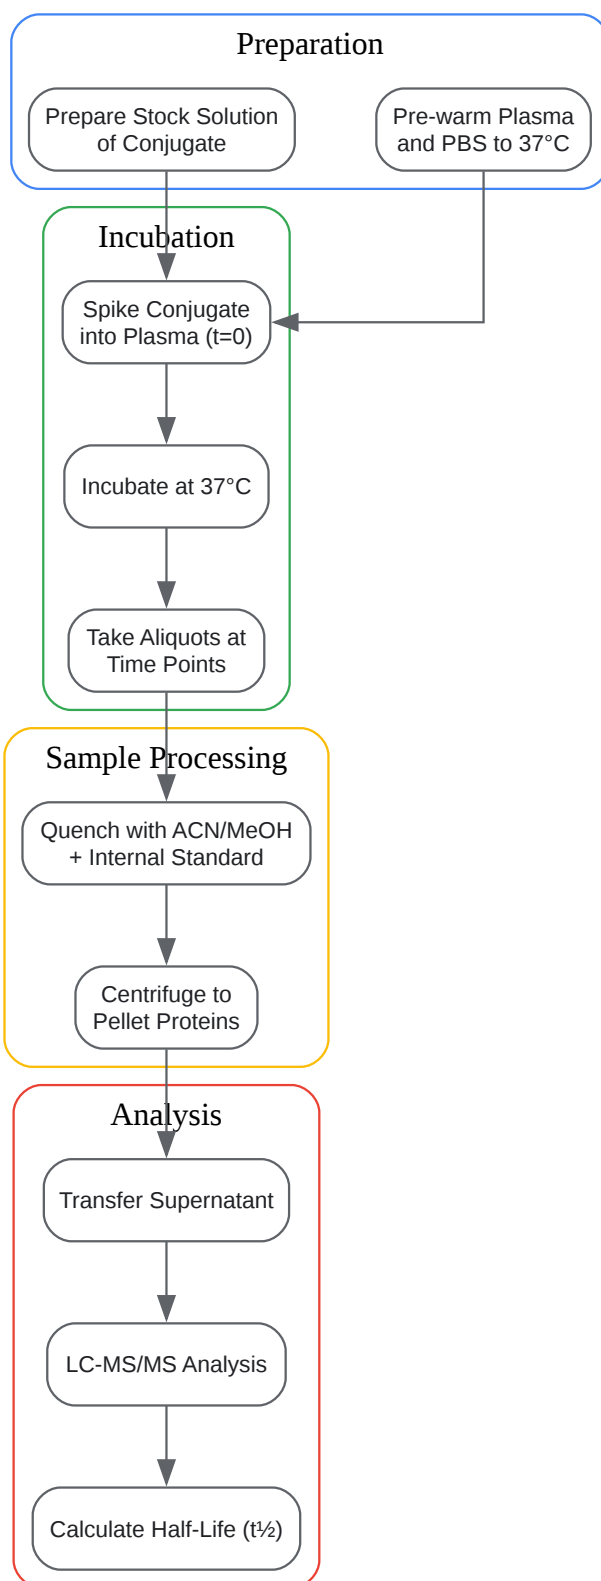 Preparation
Prepare Stock Solution
of Conjugate
Pre-warm Plasma
and PBS to 37°C
Incubation
Spike Conjugate
into Plasma (t=0)
Incubate at 37°C
Take Aliquots at
Time Points
Sample Processing
Quench with ACN/MeOH
+ Internal Standard
Centrifuge to
Pellet Proteins
Analysis
Transfer Supernatant
LC-MS/MS Analysis
Calculate Half-Life (t½)